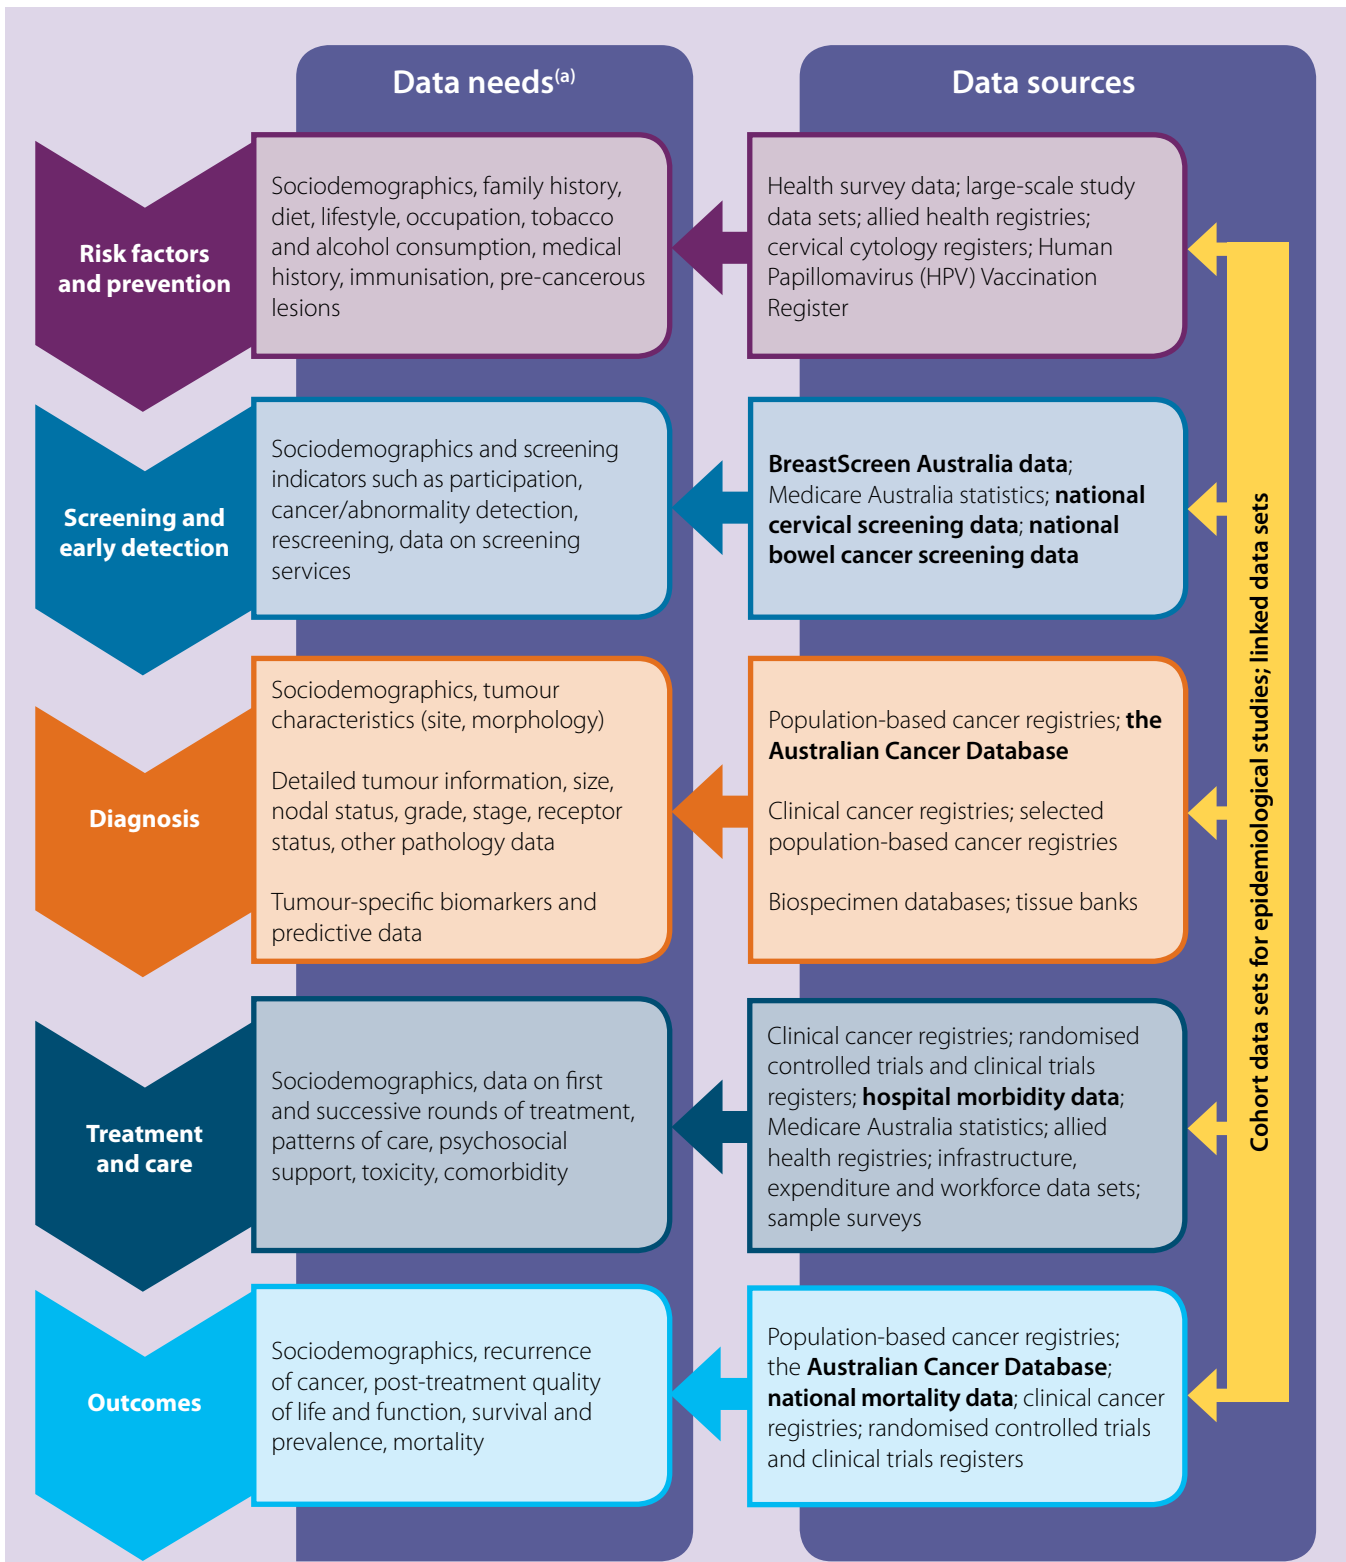 Data needs(a)
Data sources
Risk factors
and prevention
Sociodemographics, family history,
diet, lifestyle, occupation, tobacco
and alcohol consumption, medical
history, immunisation, pre-cancerous
lesions
Health survey data; large-scale study
data sets; allied health registries;
cervical cytology registers; Human
Papillomavirus (HPV) Vaccination
Register
Screening and
early detection
Sociodemographics and screening
indicators such as participation,
cancer/abnormality detection,
rescreening, data on screening
services
BreastScreen Australia data;
Medicare Australia statistics; national
cervical screening data; national
bowel cancer screening data
Diagnosis
Sociodemographics, tumour
characteristics (site, morphology)
Detailed tumour information, size,
nodal status, grade, stage, receptor
status, other pathology data
Tumour-specific biomarkers and
predictive data
Population-based cancer registries; the
Australian Cancer Database
Clinical cancer registries; selected
population-based cancer registries
Biospecimen databases; tissue banks
Treatment
and care
Sociodemographics, data on first
and successive rounds of treatment,
patterns of care, psychosocial
support, toxicity, comorbidity
Clinical cancer registries; randomised
controlled trials and clinical trials
registers; hospital morbidity data;
Medicare Australia statistics; allied
health registries; infrastructure,
expenditure and workforce data sets;
sample surveys
Outcomes
Sociodemographics, recurrence
of cancer, post-treatment quality
of life and function, survival and
prevalence, mortality
Population-based cancer registries;
the Australian Cancer Database;
national mortality data; clinical cancer
registries; randomised controlled trials
and clinical trials registers
Cohort data sets for epidemiological studies; linked data sets